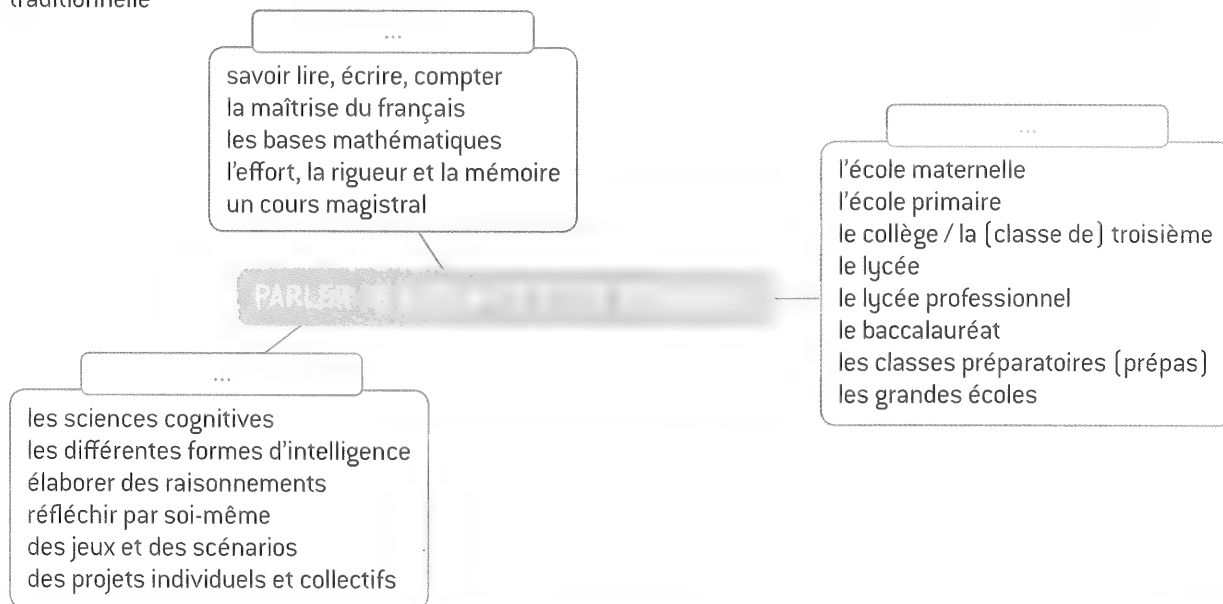 traditionnelle
...
savoir lire, écrire, compter
la maîtrise du français
les bases mathématiques
l'effort, la rigueur et la mémoire
un cours magistral
...
l'école maternelle
l'école primaire
le collège / la (classe de) troisième
le lycée
le lycée professionnel
le baccalauréat
les classes préparatoires (prépas)
les grandes écoles
PARLER
...
les sciences cognitives
les différentes formes d'intelligence
élaborer des raisonnements
réfléchir par soi-même
des jeux et des scénarios
des projets individuels et collectifs